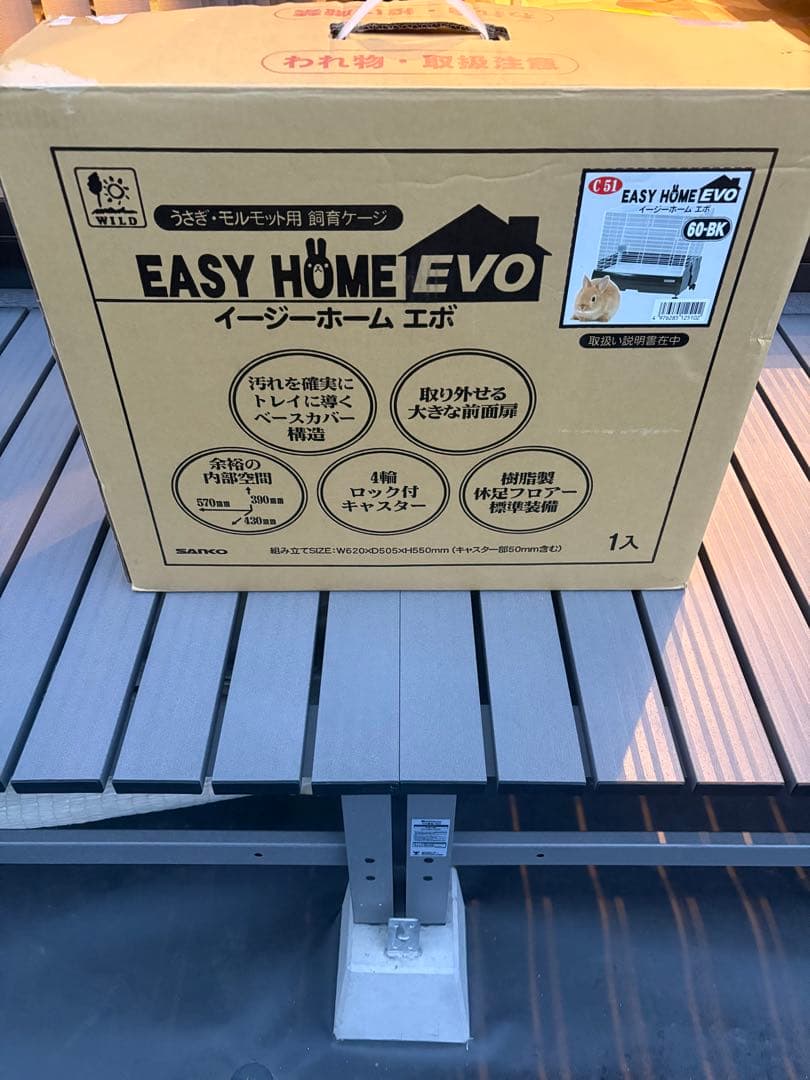 われ物・取扱注意
WILD
うさぎ・モルモット用 飼育ケージ
EASY HOME EVO
イージーホーム エボ
C51
EASY HOME EVO
イージーホーム エボ
60-BK
4 976285 125102
取扱い説明書在中
汚れを確実に
トレイに導く
ベースカバー
構造
取り外せる
大きな前面扉
余裕の
内部空間
570mm
390mm
430mm
4輪
ロック付
キャスター
樹脂製
休足フロアー
標準装備
SANKO
組み立てSIZE:W620×D505×H550mm(キャスター部50mm含む)
1入